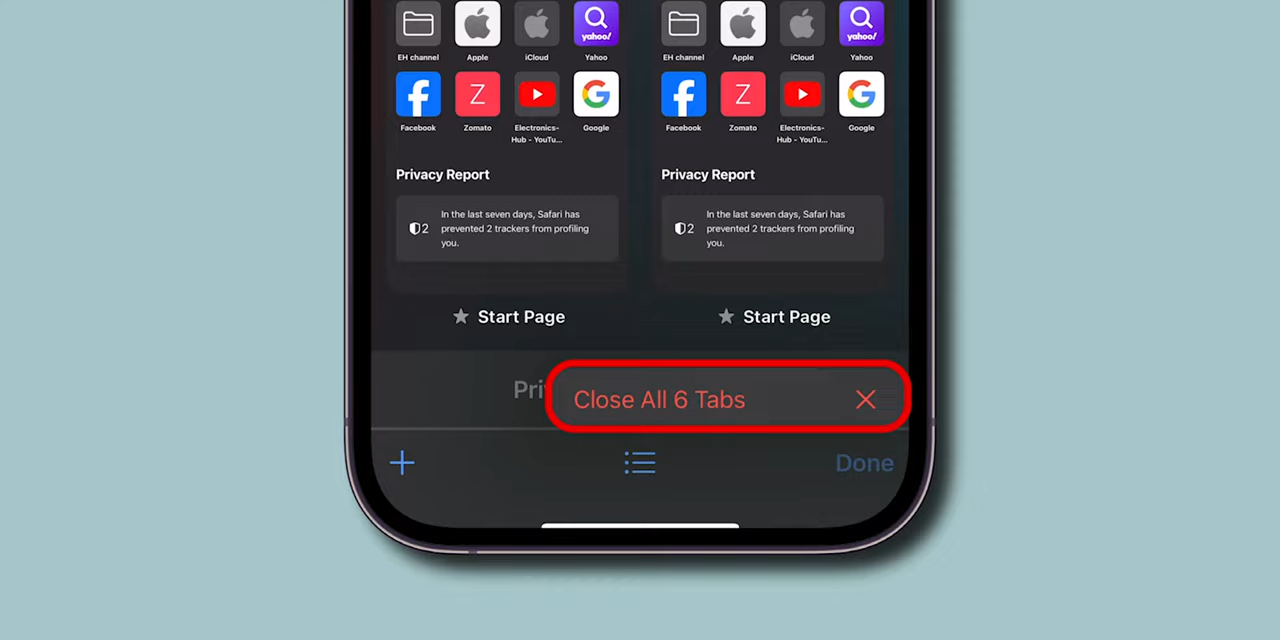 yahoo!
yahoo!
EH channel
Apple
iCloud
Yahoo
EH channel
Apple
iCloud
Yahoo
Z
Z
Facebook
Zomato
Electronics-
Hub - YouTu...
Google
Facebook
Zomato
Electronics-
Hub - YouTu...
Google
Privacy Report
Privacy Report
2
In the last seven days, Safari has
prevented 2 trackers from profiling
you.
2
In the last seven days, Safari has
prevented 2 trackers from profiling
you.
Start Page
Start Page
Pri
Close All 6 Tabs
Done